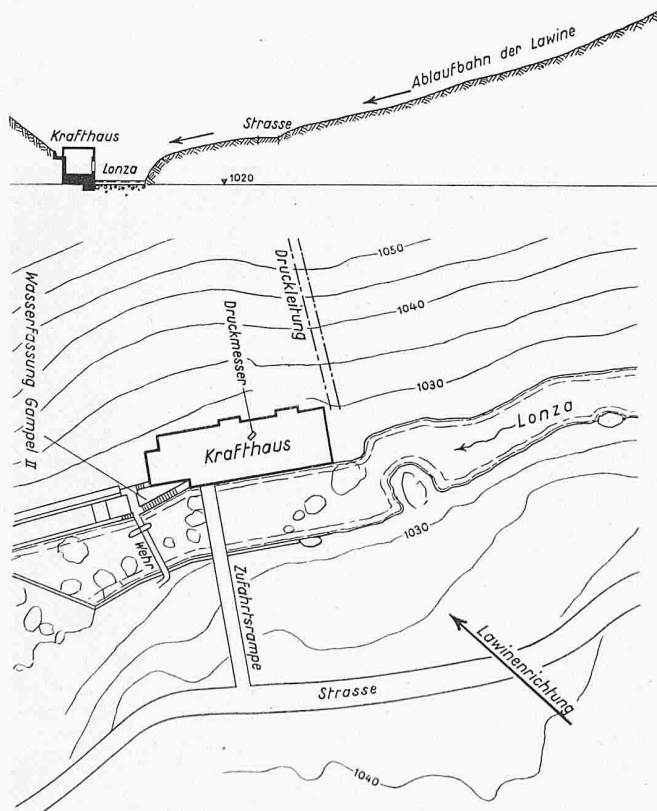 Ablaufbahn der Lawine
Strasse
Krafthaus
Lonza
1020
1050
1040
1030
Druckleitung
Druckmesser
Wasserfassung Gampel II
Krafthaus
Lonza
1030
Wehr
Zufahrtsrampe
Lawinenrichtung
Strasse
1040